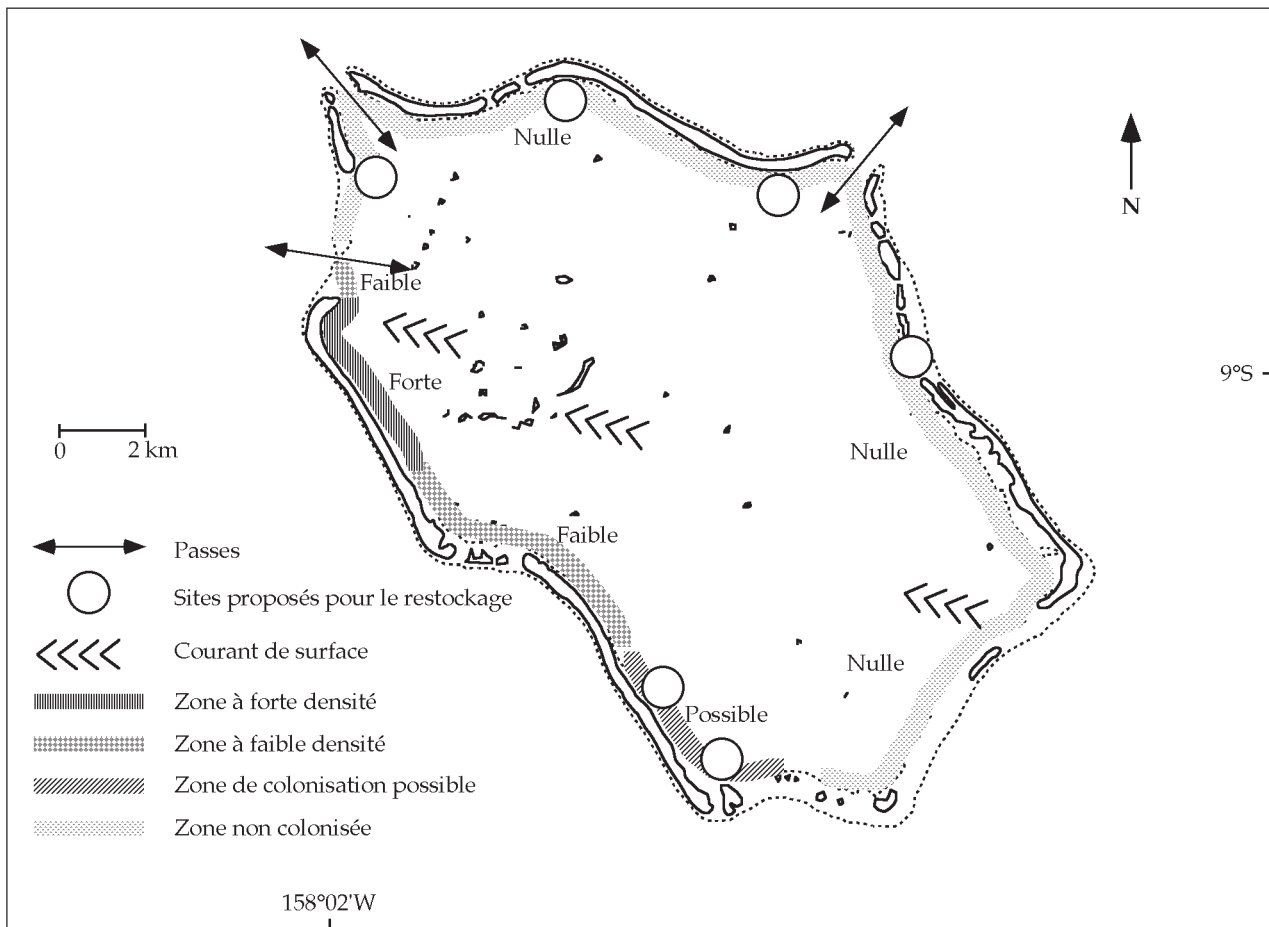 Nulle
N
Faible
9°S
Forte
0 2 km
Nulle
Faible
Passes
Sites proposés pour le restockage
Courant de surface
Nulle
Zone à forte densité
Possible
Zone à faible densité
Zone de colonisation possible
Zone non colonisée
158°02'W